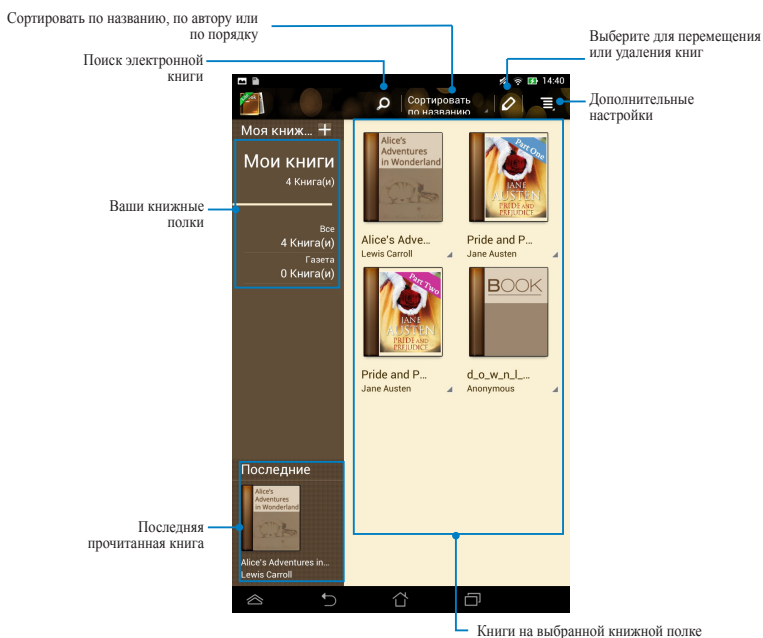 Сортировать по названию, по автору или
по порядку
Выберите для перемещения
или удаления книг
Поиск электронной
книги
14:40
Сортировать
по названию
Дополнительные
настройки
Моя книж... +
Мои книги
4 Книга(и)
Ваши книжные
полки
Все
4 Книга(и)
Газета
0 Книга(и)
Alice's
Adventures
in Wonderland
Part One
JANE
AUSTEN
PRIDE AND
PREJUDICE
Alice's Adve...
Lewis Carroll
Pride and P...
Jane Austen
Part Two
JANE
AUSTEN
PRIDE AND
PREJUDICE
BOOK
Pride and P...
Jane Austen
d_o_w_n_l_...
Anonymous
Последние
Alice's
Adventures
in Wonderland
Последняя
прочитанная книга
Alice's Adventures in...
Lewis Carroll
Книги на выбранной книжной полке